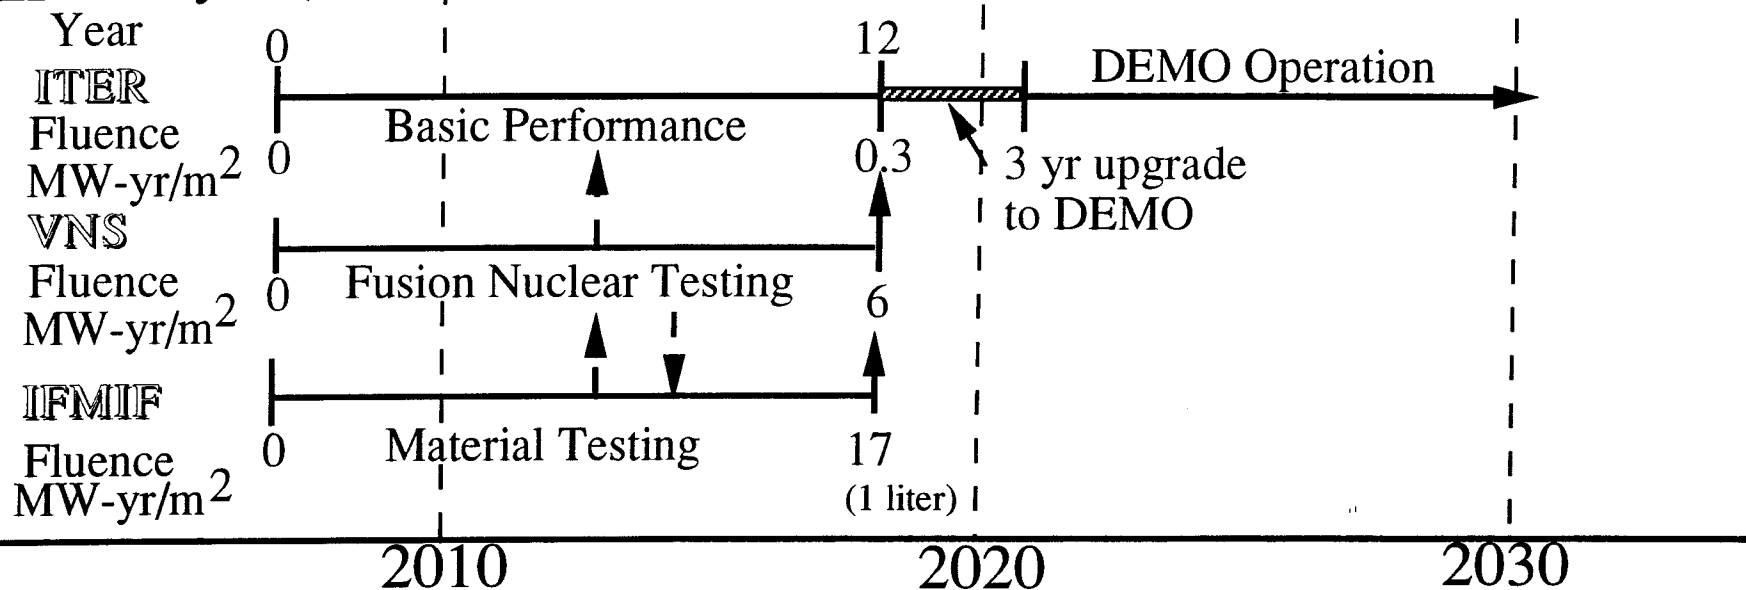 Year 0 12
ITER DEMO Operation
Fluence Basic Performance
MW-yr/m2 0 0.3 3 yr upgrade
to DEMO
VNS
Fluence 0 Fusion Nuclear Testing 6
MW-yr/m2
IFMIF
Fluence 0 Material Testing 17
MW-yr/m2 (1 liter)
2010 2020 2030